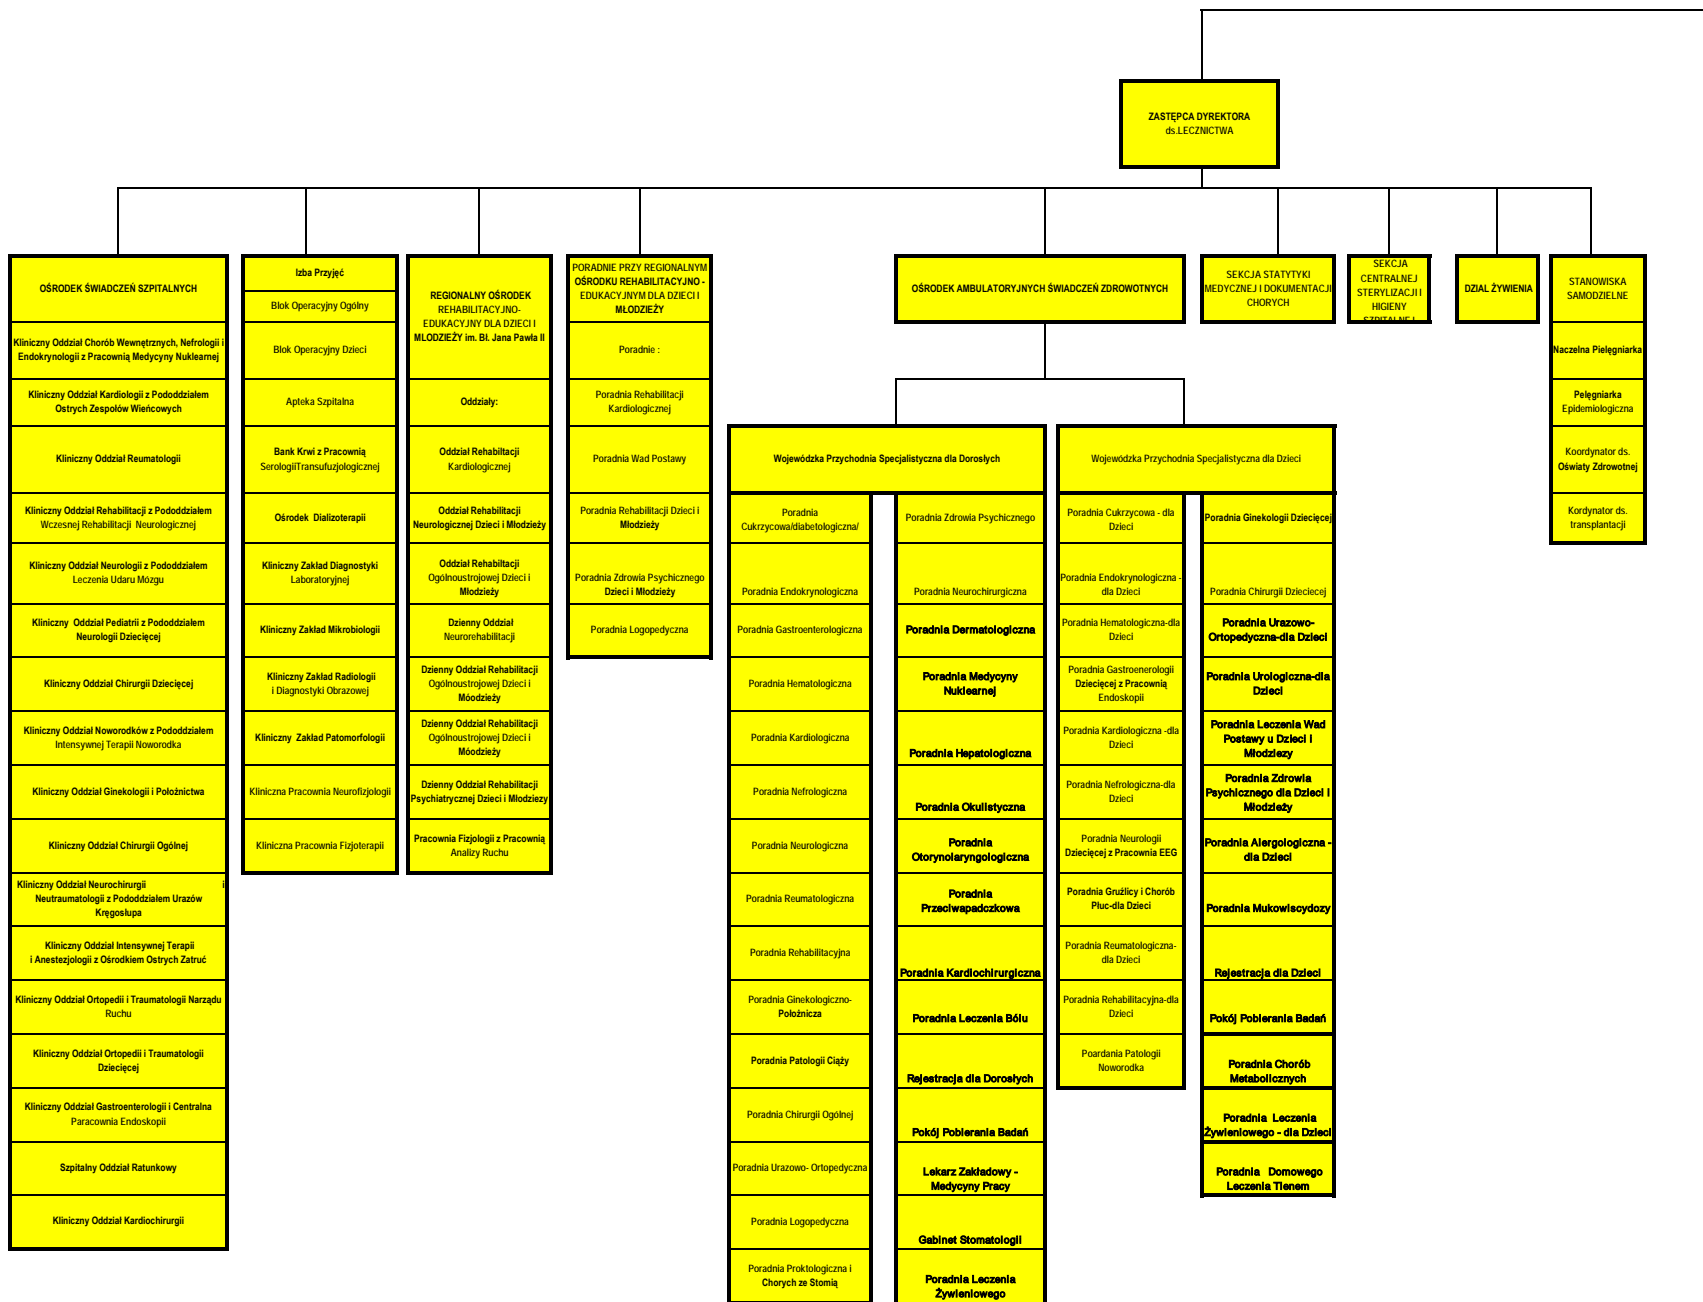 ZASTĘPCA DYREKTORA
ds.LECZNICTWA
OŚRODEK ŚWIADCZEŃ SZPITALNYCH
Kliniczny Oddział Chorób Wewnętrznych, Nefrologii i
Endokrynologii z Pracownią Medycyny Nuklearnej
Kliniczny Oddział Kardiologii z Pododdziałem
Ostrych Zespołów Wieńcowych
Kliniczny Oddział Reumatologii
Kliniczny Oddział Rehabilitacji z Pododdziałem
Wczesnej Rehabilitacji Neurologicznej
Kliniczny Oddział Neurologii z Pododdziałem
Leczenia Udaru Mózgu
Kliniczny Oddział Pediatrii z Pododdziałem
Neurologii Dziecięcej
Kliniczny Oddział Chirurgii Dziecięcej
Kliniczny Oddział Noworodków z Pododdziałem
Intensywnej Terapii Noworodka
Kliniczny Oddział Ginekologii i Położnictwa
Kliniczny Oddział Chirurgii Ogólnej
Kliniczny Oddział Neurochirurgii i
Neutraumatologii z Pododdziałem Urazów
Kręgosłupa
Kliniczny Oddział Intensywnej Terapii
i Anestezjologii z Ośrodkiem Ostrych Zatruć
Kliniczny Oddział Ortopedii i Traumatologii Narządu
Ruchu
Kliniczny Oddział Ortopedii i Traumatologii
Dziecięcej
Kliniczny Oddział Gastroenterologii i Centralna
Paracownia Endoskopii
Szpitalny Oddział Ratunkowy
Kliniczny Oddział Kardiochirurgii
Izba Przyjęć
Blok Operacyjny Ogólny
Blok Operacyjny Dzieci
Apteka Szpitalna
Bank Krwi z Pracownią
SerologiiTransufuzjologicznej
Ośrodek Dializoterapii
Kliniczny Zakład Diagnostyki
Laboratoryjnej
Kliniczny Zakład Mikrobiologii
Kliniczny Zakład Radiologii
i Diagnostyki Obrazowej
Kliniczny Zakład Patomorfologii
Kliniczna Pracownia Neurofizjologii
Kliniczna Pracownia Fizjoterapii
REGIONALNY OŚRODEK
REHABILITACYJNO-
EDUKACYJNY DLA DZIECI I
MLODZIEŻY im. Bł. Jana Pawła II
Oddziały:
Oddział Rehabiltacji
Kardiologicznej
Oddział Rehabilitacji
Neurologicznej Dzieci i Młodzieży
Oddział Rehabiltacji
Ogólnoustrojowej Dzieci i
Młodzieży
Dzienny Oddział
Neurorehabilitacji
Dzienny Oddział Rehabilitacji
Ogólnoustrojowej Dzieci i
Móodzieży
Dzienny Oddział Rehabilitacji
Ogólnoustrojowej Dzieci i
Móodzieży
Dzienny Oddział Rehabilitacji
Psychiatrycznej Dzieci i Młodziezy
Pracownia Fizjologii z Pracownią
Analizy Ruchu
PORADNIE PRZY REGIONALNYM
OŚRODKU REHABILITACYJNO -
EDUKACYJNYM DLA DZIECI I
MŁODZIEŻY
Poradnie :
Poradnia Rehabilitacji
Kardiologicznej
Poradnia Wad Postawy
Poradnia Rehabilitacji Dzieci i
Młodzieży
Poradnia Zdrowia Psychicznego
Dzieci i Młodzieży
Poradnia Logopedyczna
OŚRODEK AMBULATORYJNYCH ŚWIADCZEŃ ZDROWOTNYCH
Wojewódzka Przychodnia Specjalistyczna dla Dorosłych
Poradnia
Cukrzycowa/diabetologiczna/
Poradnia Endokrynologiczna
Poradnia Gastroenterologiczna
Poradnia Hematologiczna
Poradnia Kardiologiczna
Poradnia Nefrologiczna
Poradnia Neurologiczna
Poradnia Reumatologiczna
Poradnia Rehabilitacyjna
Poradnia Ginekologiczno-
Położnicza
Poradnia Patologii Ciąży
Poradnia Chirurgii Ogólnej
Poradnia Urazowo- Ortopedyczna
Poradnia Logopedyczna
Poradnia Proktologiczna i
Chorych ze Stomią
Poradnia Zdrowia Psychicznego
Poradnia Neurochirurgiczna
Poradnia Dermatologiczna
Poradnia Medycyny
Nuklearnej
Poradnia Hepatologiczna
Poradnia Okulistyczna
Poradnia
Otorynolaryngologiczna
Poradnia
Przeciwapadczkowa
Poradnia Kardiochirurgiczna
Poradnia Leczenia Bólu
Rejestracja dla Dorosłych
Pokój Pobierania Badań
Lekarz Zakładowy -
Medycyny Pracy
Gabinet Stomatologii
Poradnia Leczenia
Żywieniowego
Wojewódzka Przychodnia Specjalistyczna dla Dzieci
Poradnia Cukrzycowa - dla
Dzieci
Poradnia Endokrynologiczna -
dla Dzieci
Poradnia Hematologiczna-dla
Dzieci
Poradnia Gastroenerologii
Dziecięcej z Pracownią
Endoskopii
Poradnia Kardiologiczna -dla
Dzieci
Poradnia Nefrologiczna-dla
Dzieci
Poradnia Neurologii
Dziecięcej z Pracownia EEG
Poradnia Gruźlicy i Chorób
Płuc-dla Dzieci
Poradnia Reumatologiczna-
dla Dzieci
Poradnia Rehabilitacyjna-dla
Dzieci
Poardania Patologii
Noworodka
Poradnia Ginekologii Dziecięcej
Poradnia Chirurgii Dzieciecej
Poradnia Urazowo-
Ortopedyczna-dla Dzieci
Poradnia Urologiczna-dla
Dzieci
Poradnia Leczenia Wad
Postawy u Dzieci i
Młodziezy
Poradnia Zdrowia
Psychicznego dla Dzieci i
Młodzieży
Poradnia Alergologiczna -
dla Dzieci
Poradnia Mukowiscydozy
Rejestracja dla Dzieci
Pokój Pobierania Badań
Poradnia Chorób
Metabolicznych
Poradnia Leczenia
Żywieniowego - dla Dzieci
Poradnia Domowego
Leczenia Tlenem
SEKCJA STATYTYKI
MEDYCZNEJ I DOKUMENTACJI
CHORYCH
SEKCJA
CENTRALNEJ
STERYLIZACJI I
HIGIENY
SZPITALNEJ
DZIAL ŻYWIENIA
STANOWISKA
SAMODZIELNE
Naczelna Pielęgniarka
Pelęgniarka
Epidemiologiczna
Koordynator ds.
Oświaty Zdrowotnej
Kordynator ds.
transplantacji